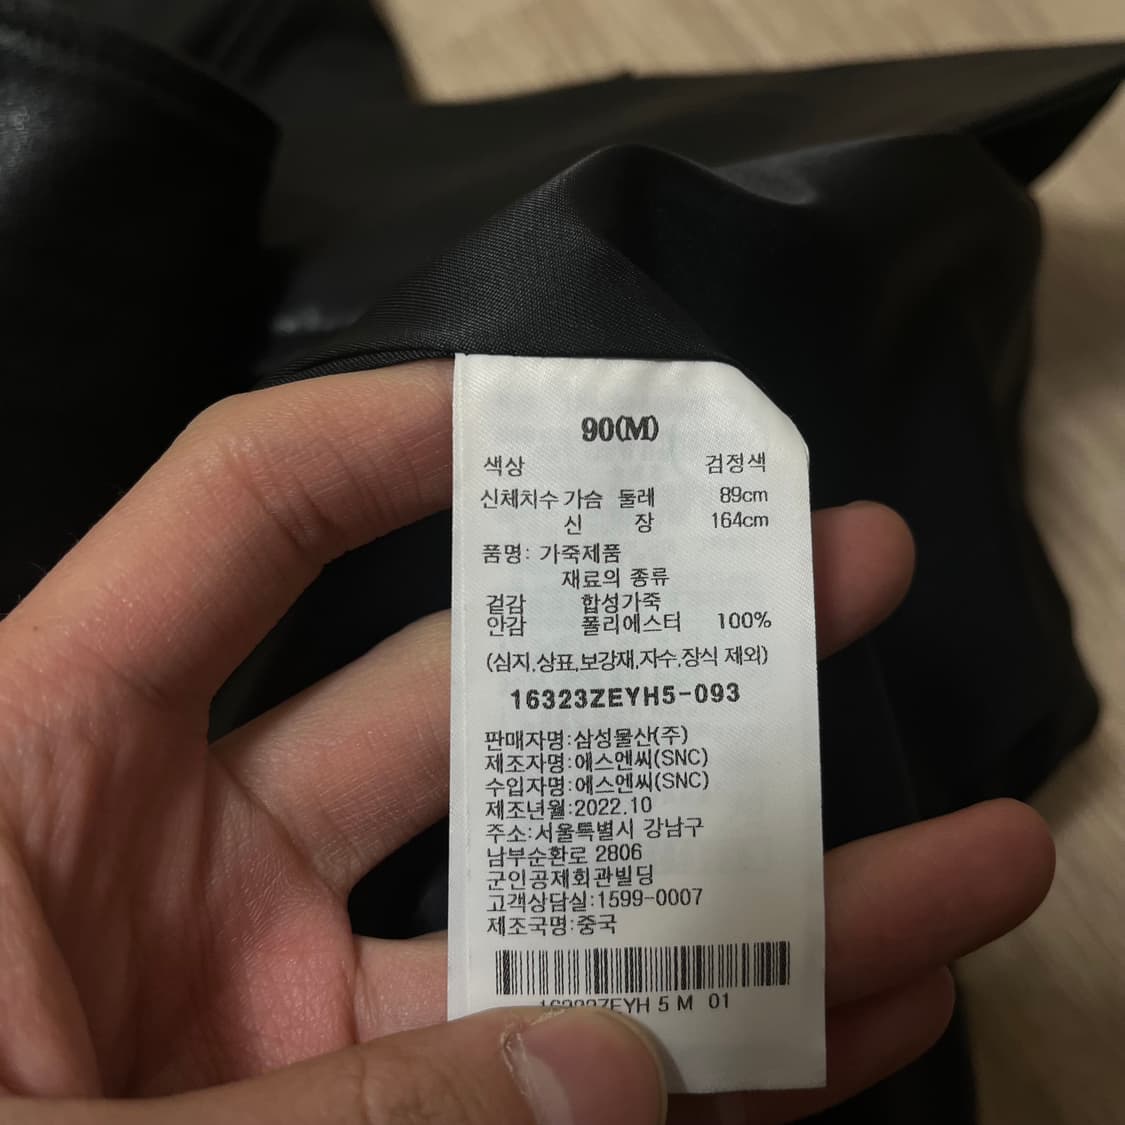 90(M)
색상 검정색
신체치수 가슴 둘레 89cm
신 장 164cm
품명: 가죽제품
재료의 종류
겉감 합성가죽
안감 폴리에스터 100%
(심지,상표,보강재,자수,장식 제외)
16323ZEYH5-093
판매자명:삼성물산(주)
제조자명:에스엔씨(SNC)
수입자명:에스엔씨(SNC)
제조년월:2022.10
주소:서울특별시 강남구
남부순환로 2806
군인공제회관빌딩
고객상담실:1599-0007
제조국명:중국
16323ZEYH 5 M 01